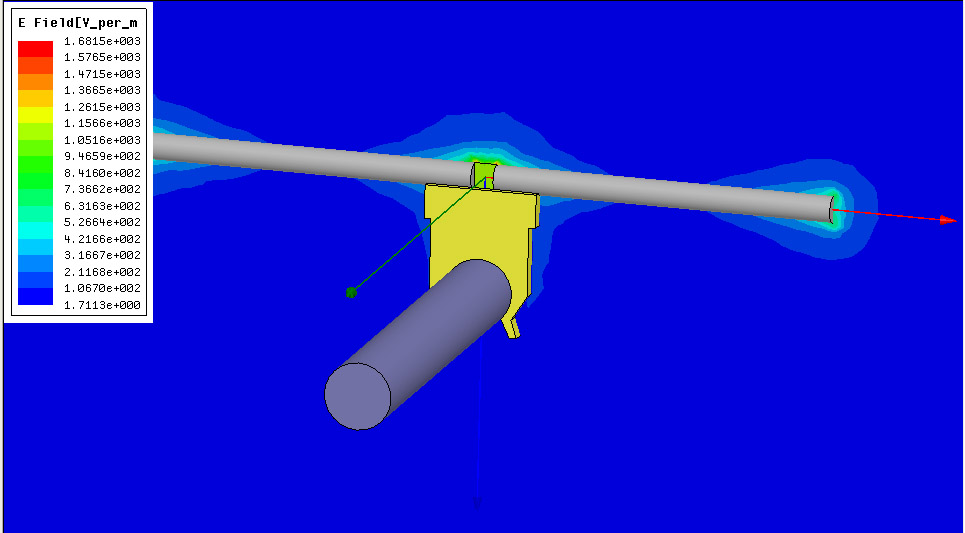 E Field[V_per_m
1.6815e+003
1.5765e+003
1.4715e+003
1.3665e+003
1.2615e+003
1.1566e+003
1.0516e+003
9.4659e+002
8.4160e+002
7.3662e+002
6.3163e+002
5.2664e+002
4.2166e+002
3.1667e+002
2.1168e+002
1.0670e+002
1.7113e+000